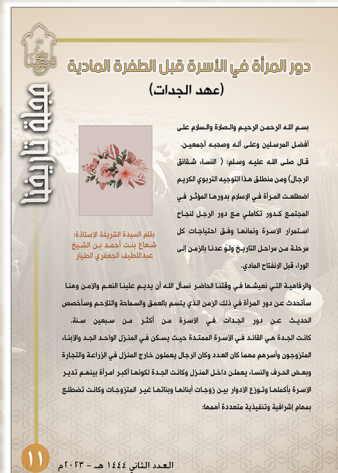 مجلة تاريخنا
دور المرأة في الأسرة قبل الطفرة المادية
(عهد الجدات)
بسم الله الرحمن الرحيم والصلاة والسلام على
أفضل المرسلين وعلى آله وصحبه أجمعين.
قال صلى الله عليه وسلم: ( النساء شقائق
الرجال) ومن منطلق هذا التوجيه التربوي الكريم
اضطلعت المرأة في الإسلام بدورها المؤثر في
المجتمع كدور تكاملي مع دور الرجل لنجاح
استمرار الأسرة ونمائها وفق احتياجات كل
مرحلة من مراحل التاريخ ولو عدنا بالزمن إلى
الوراء قبل الانفتاح المادي.
بقلم السيدة الشريفة الأستاذة:
شعاع بنت أحمد بن الشيخ
عبداللطيف الجعفري الطيار
والرفاهية التي نعيشها في وقتنا الحاضر نسأل الله أن يديم علينا النعم والأمن وهنا
سأتحدث عن دور المرأة في ذلك الزمن الذي يتسم بالعمق والسماحة والتلاحم وسأخصص
الحديث عن دور الجدات في الأسرة من أكثر من سبعين سنة.
كانت الجدة هي القائد في الأسرة الممتدة حيث يسكن في المنزل الواحد الجد والأبناء
المتزوجون وأسرهم مهما كان العدد وكان الرجال يعملون خارج المنزل في الزراعة والتجارة
وبعض الحرف والنساء يعملن داخل المنزل وكانت الجدة لكونها أكبر امرأة بينهم تدير
الأسرة بأكملها وتوزع الأدوار بين زوجات أبنائها وبناتها غير المتزوجات وكانت تضطلع
بمهام إشرافية وتنفيذية متعددة أهمها:
العدد الثاني ١٤٤٤ هـ - ٢٠٢٣م
١١